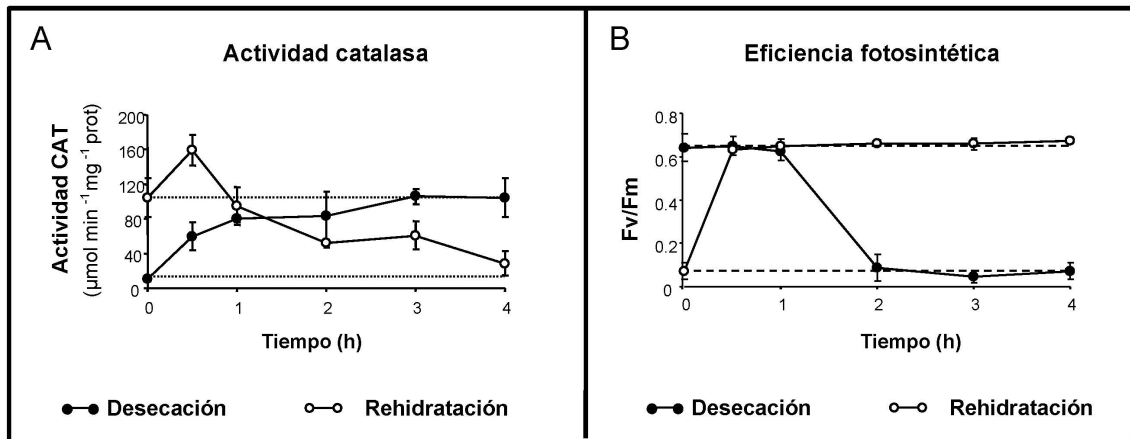 A
Actividad catalasa
Actividad CAT
(µmol min⁻¹mg⁻¹ prot)
200
160
120
80
40
0
0 1 2 3 4
Tiempo (h)
Desecación
Rehidratación
B
Eficiencia fotosintética
Fv/Fm
0.8
0.6
0.4
0.2
0
0 1 2 3 4
Tiempo (h)
Desecación
Rehidratación